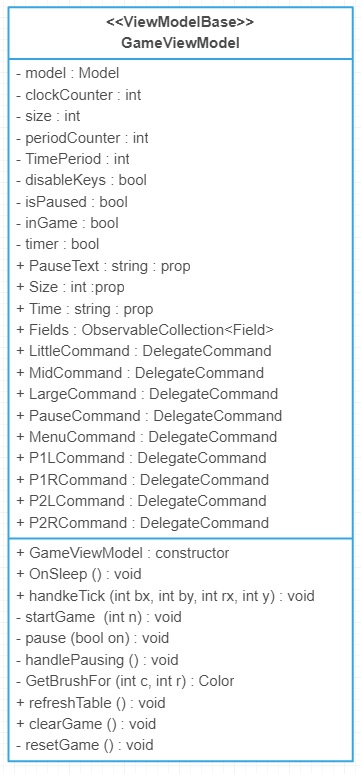 <<ViewModelBase>>
GameViewModel
- model : Model
- clockCounter : int
- size : int
- periodCounter : int
- TimePeriod : int
- disableKeys : bool
- isPaused : bool
- inGame : bool
- timer : bool
+ PauseText : string : prop
+ Size : int :prop
+ Time : string : prop
+ Fields : ObservableCollection<Field>
+ LittleCommand : DelegateCommand
+ MidCommand : DelegateCommand
+ LargeCommand : DelegateCommand
+ PauseCommand : DelegateCommand
+ MenuCommand : DelegateCommand
+ P1LCommand : DelegateCommand
+ P1RCommand : DelegateCommand
+ P2LCommand : DelegateCommand
+ P2RCommand : DelegateCommand
+ GameViewModel : constructor
+ OnSleep () : void
+ handkeTick (int bx, int by, int rx, int y) : void
- startGame (int n) : void
- pause (bool on) : void
- handlePausing () : void
- GetBrushFor (int c, int r) : Color
+ refreshTable () : void
+ clearGame () : void
- resetGame () : void